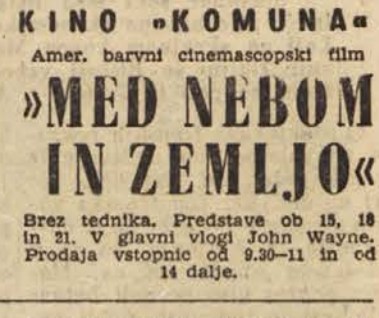 KINO »KOMUNA«
Amer. barvni cinemascopski film
»MED NEBOM
IN ZEMLJO«
Brez tednika. Predstave ob 15, 18
in 21. V glavni vlogi John Wayne.
Prodaja vstopnic od 9.30—11 in od
14 dalje.